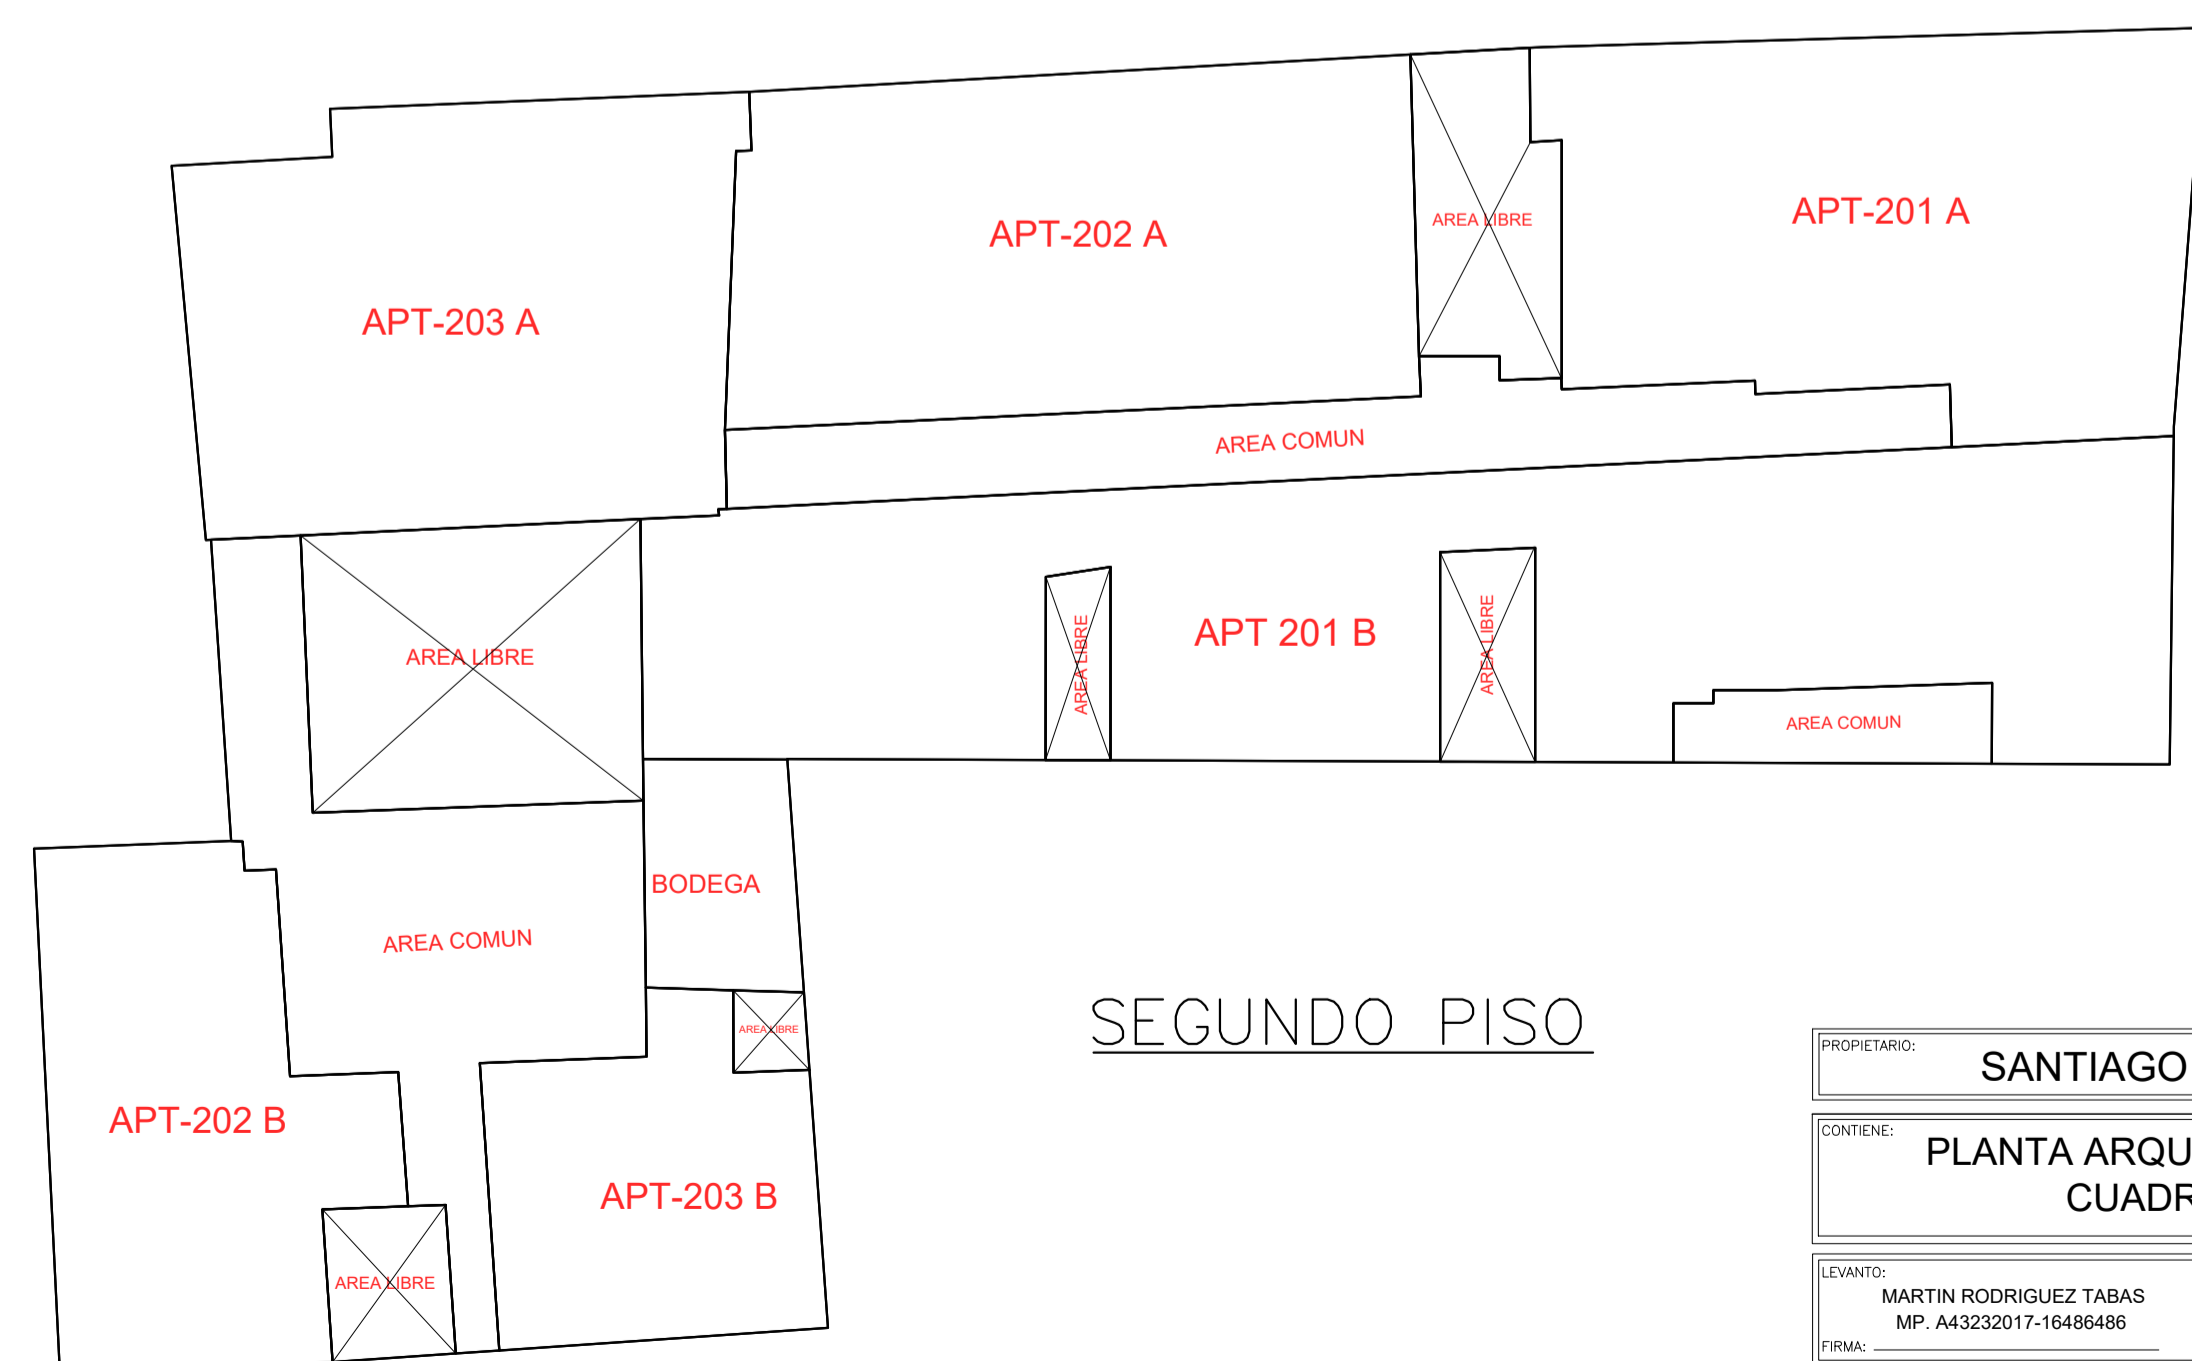 APT-201 A
AREA LIBRE
APT-202 A
APT-203 A
AREA COMUN
AREA LIBRE
AREA LIBRE
APT 201 B
AREA LIBRE
AREA COMUN
BODEGA
AREA COMUN
AREA LIBRE
APT-202 B
APT-203 B
AREA LIBRE
SEGUNDO PISO
PROPIETARIO:
SANTIAGO
CONTIENE:
PLANTA ARQU
CUADR
LEVANTO:
MARTIN RODRIGUEZ TABAS
MP. A43232017-16486486
FIRMA: